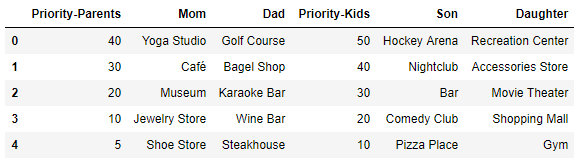 Priority-Parents Mom Dad Priority-Kids Son Daughter
0 40 Yoga Studio Golf Course 50 Hockey Arena Recreation Center
1 30 Café Bagel Shop 40 Nightclub Accessories Store
2 20 Museum Karaoke Bar 30 Bar Movie Theater
3 10 Jewelry Store Wine Bar 20 Comedy Club Shopping Mall
4 5 Shoe Store Steakhouse 10 Pizza Place Gym